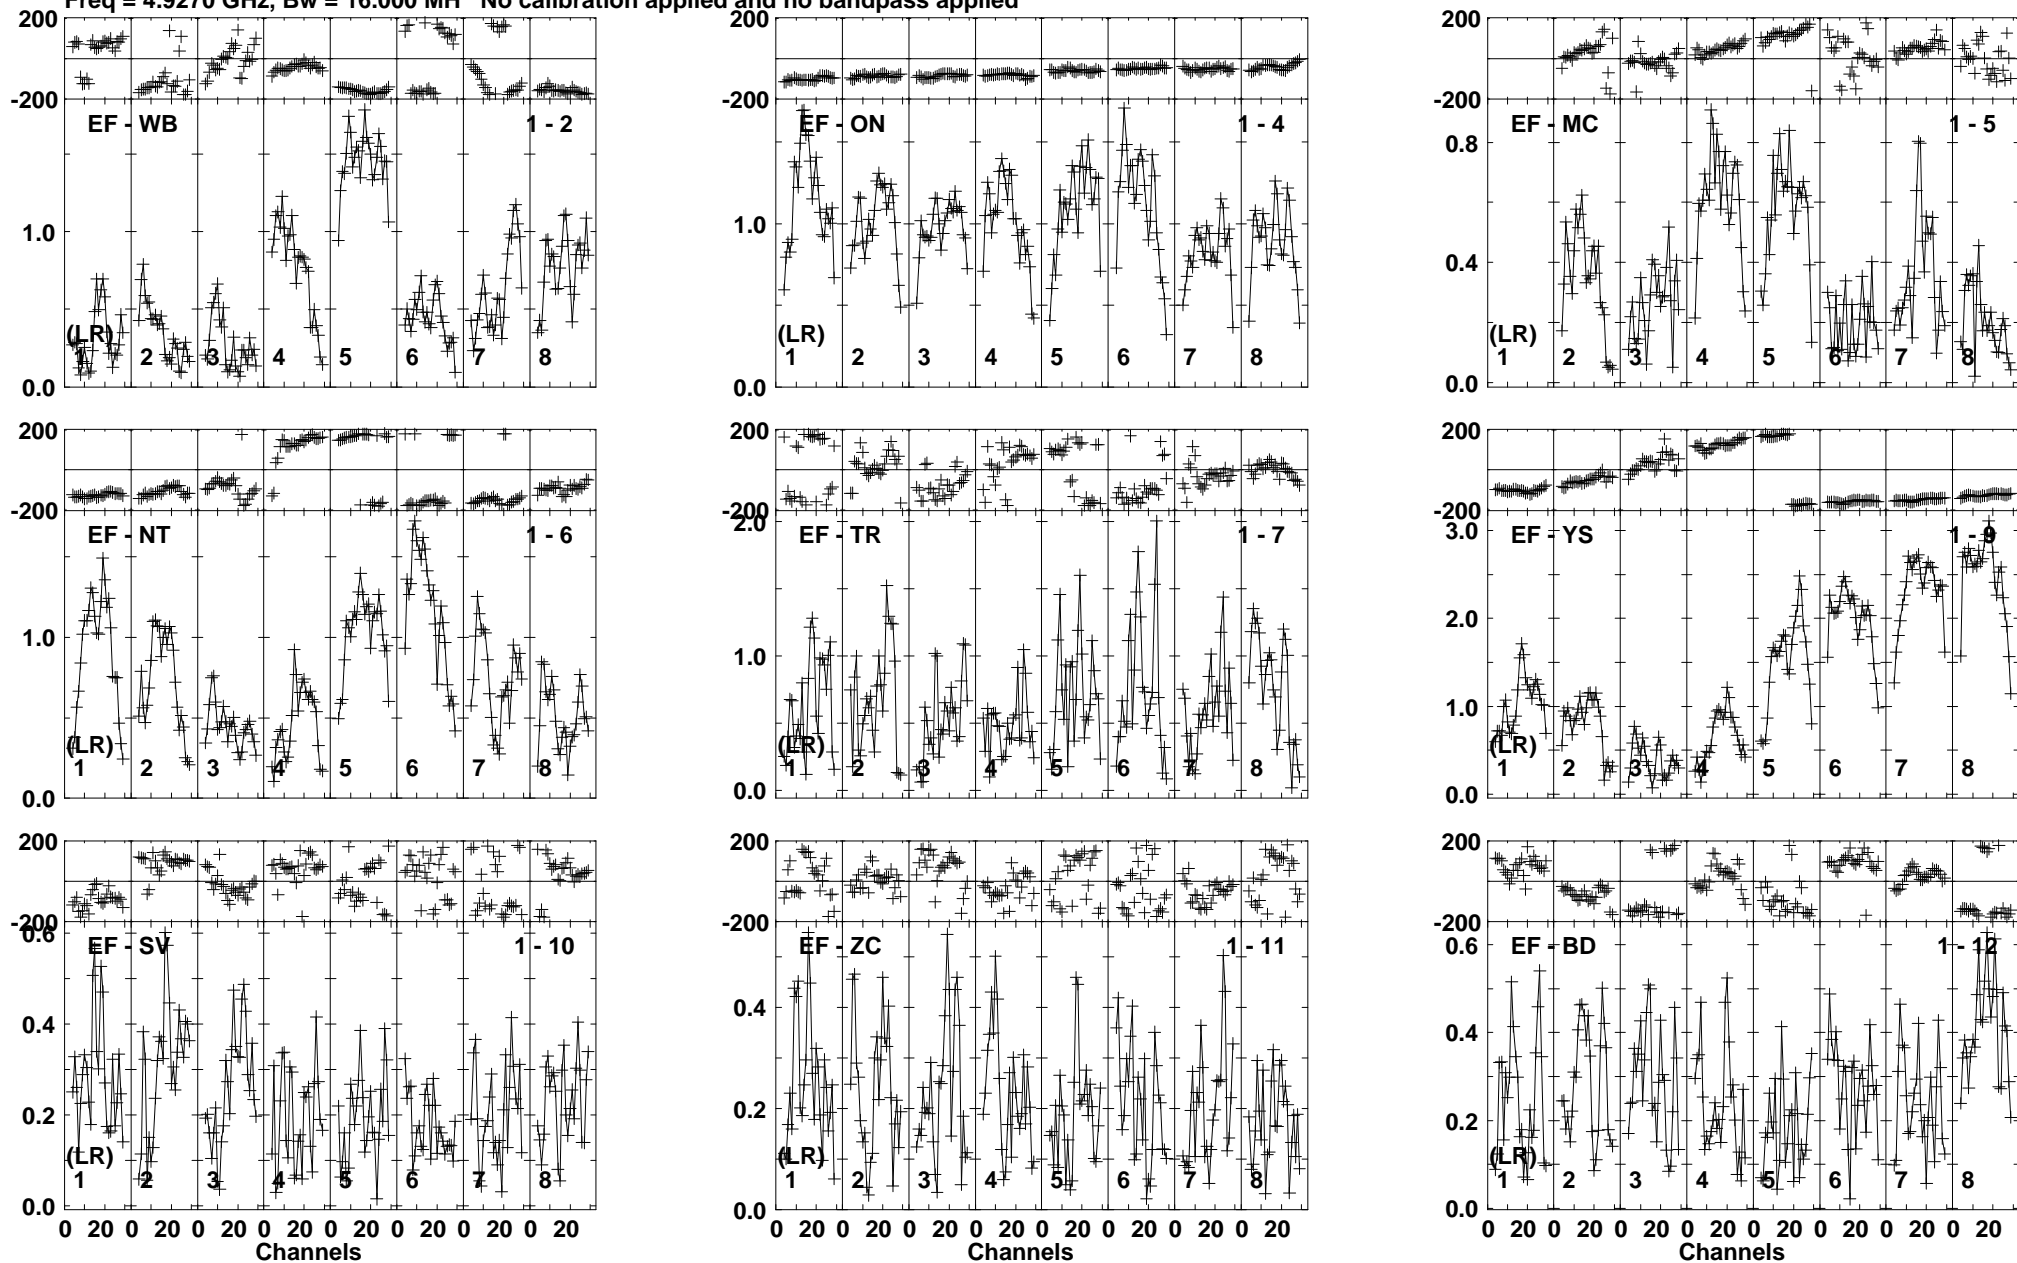 Freq = 4.9270 GHz, Bw = 16.000 MH No calibration applied and no bandpass applied
200 200 200
-200 -200 -200
EF - WB 1 - 2 EF - ON 1 - 4 EF - MC 1 - 5
0.8
1.0 1.0
0.4
(LR) (LR) (LR)
1 2 3 4 5 6 7 8 1 2 3 4 5 6 7 8 1 2 3 4 5 6 7 8
0.0 0.0 0.0
200 200 200
-200 -200 -200
2.0
EF - NT 1 - 6 EF - TR 1 - 7 EF - YS 1 - 9
3.0
2.0
1.0 1.0 1.0
(LR) (LR) (LR)
1 2 3 4 5 6 7 8 1 2 3 4 5 6 7 8 1 2 3 4 5 6 7 8
0.0 0.0 0.0
200 200 200
-200 -200 -200
0.6
EF - SV 1 - 10 EF - ZC 1 - 11 EF - BD 1 - 12
0.6
0.4 0.4 0.4
0.2 0.2 0.2
(LR) (LR) (LR)
1 2 3 4 5 6 7 8 1 2 3 4 5 6 7 8 1 2 3 4 5 6 7 8
0.0 0.0 0.0
0 20 0 20 0 20 0 20 0 20 0 20 0 20 0 20 0 20 0 20 0 20 0 20 0 20 0 20 0 20 0 20 0 20 0 20 0 20 0 20 0 20 0 20 0 20 0 20
Channels Channels Channels